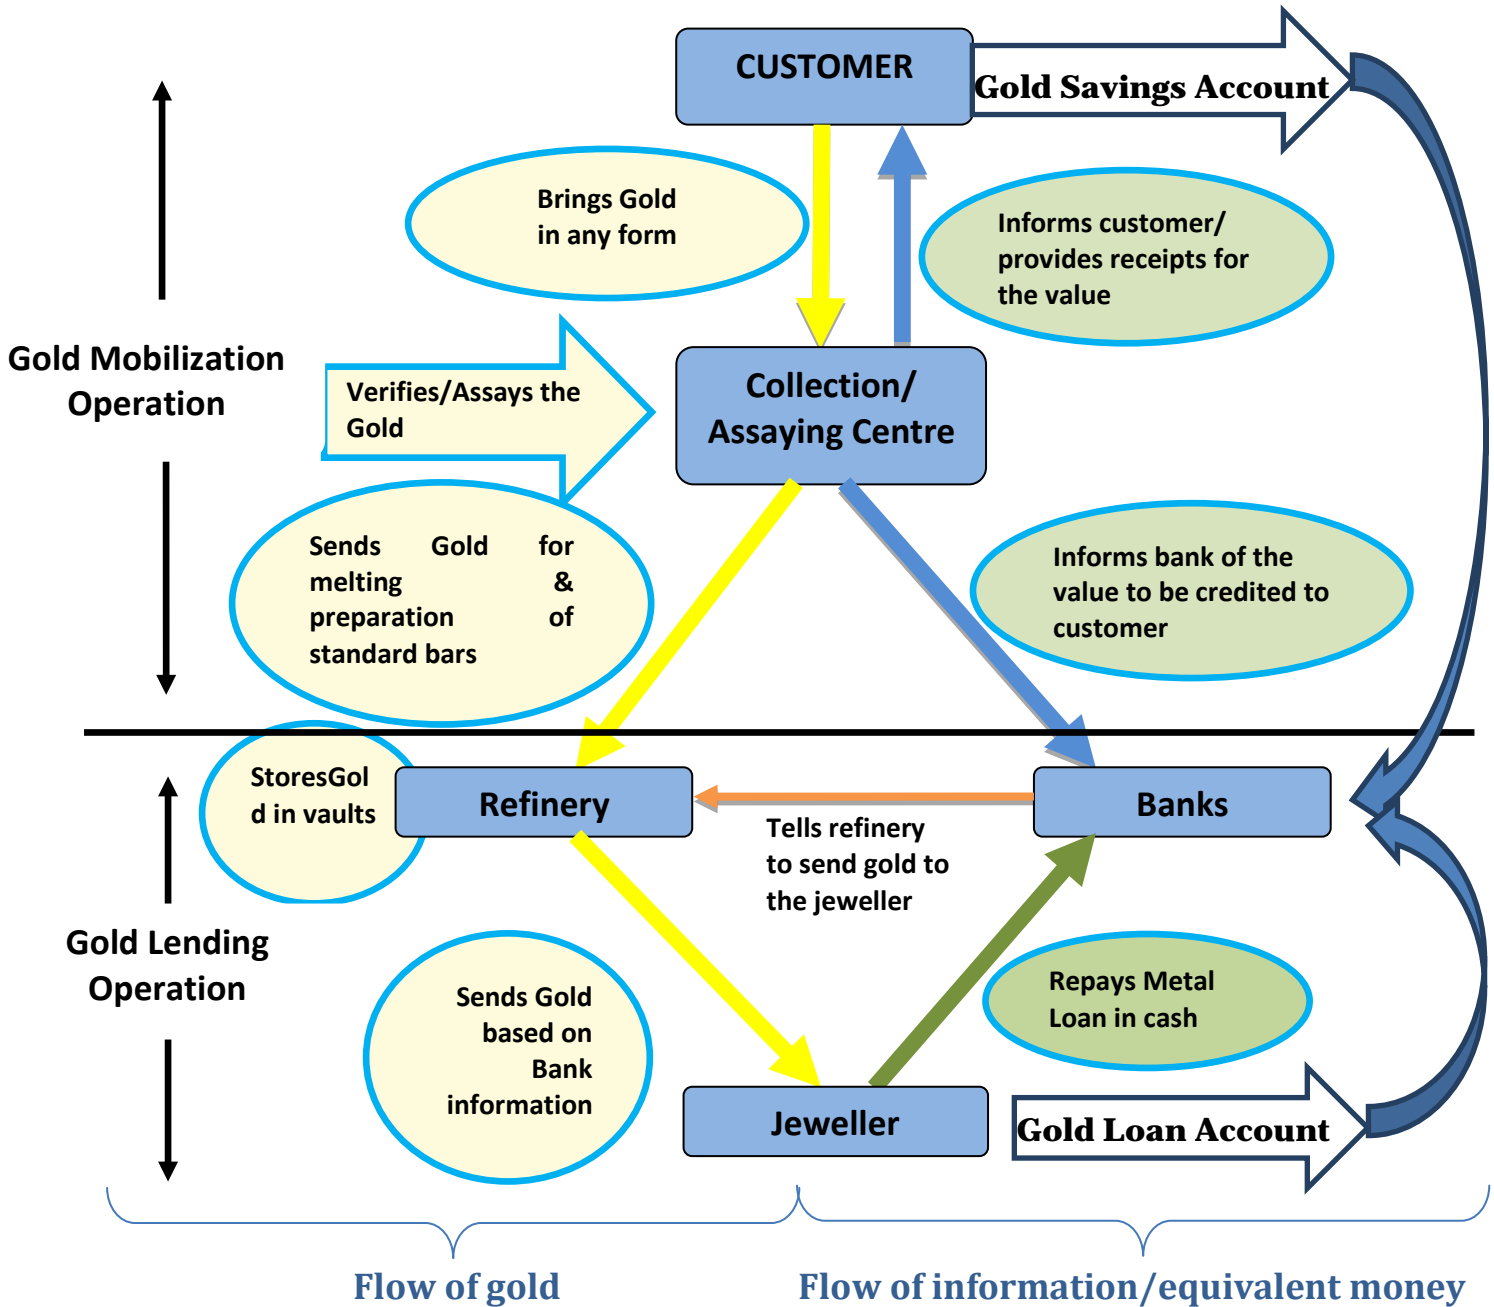 CUSTOMER
Gold Savings Account
Brings Gold
in any form
Informs customer/
provides receipts for
the value
Gold Mobilization
Operation
Verifies/Assays the
Gold
Collection/
Assaying Centre
Sends Gold for
melting &
preparation of
standard bars
Informs bank of the
value to be credited to
customer
StoresGol
d in vaults
Refinery
Banks
Tells refinery
to send gold to
the jeweller
Gold Lending
Operation
Sends Gold
based on
Bank
information
Repays Metal
Loan in cash
Jeweller
Gold Loan Account
Flow of gold
Flow of information/equivalent money